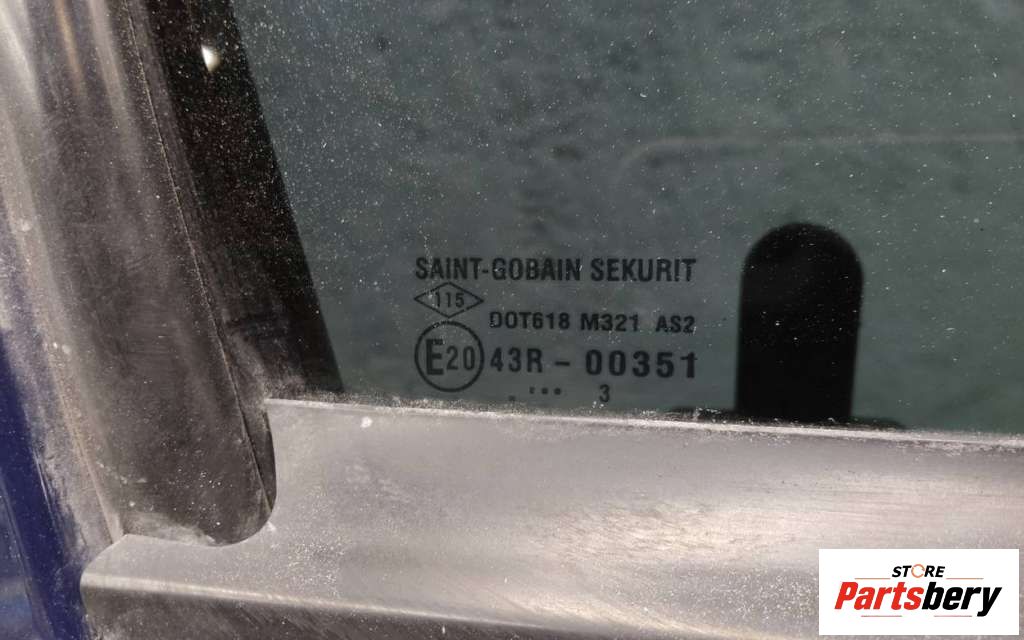 SAINT-GOBAIN SEKURIT
115
DOT618 M321 AS2
E20 43R - 00351
. ••• 3
STORE
Partsbery